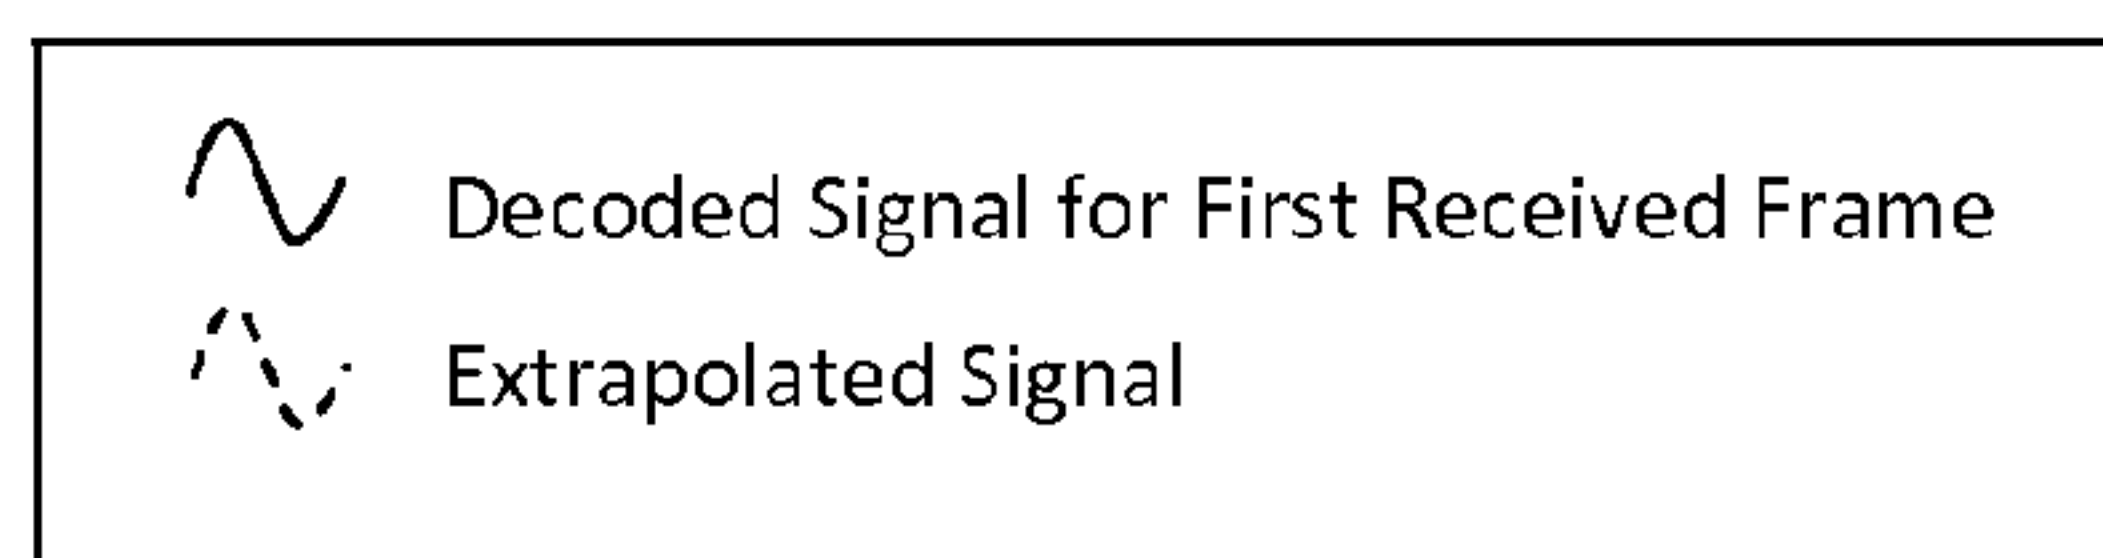 Decoded Signal for First Received Frame
Extrapolated Signal